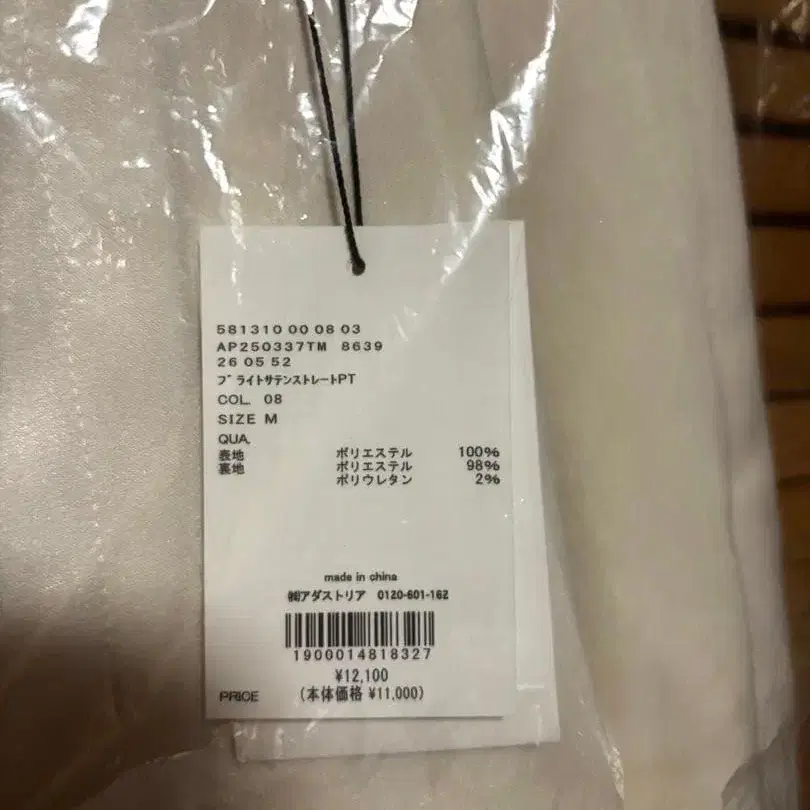 581310 00 08 03
AP250337TM 8639
26 05 52
ブライトサテンストレートPT
COL. 08
SIZE M
QUA.
表地 ポリエステル 100%
裏地 ポリエステル 98%
ポリウレタン 2%
made in china
㈱アダストリア 0120-601-162
1900014818327
¥12,100
PRICE (本体価格 ¥11,000)